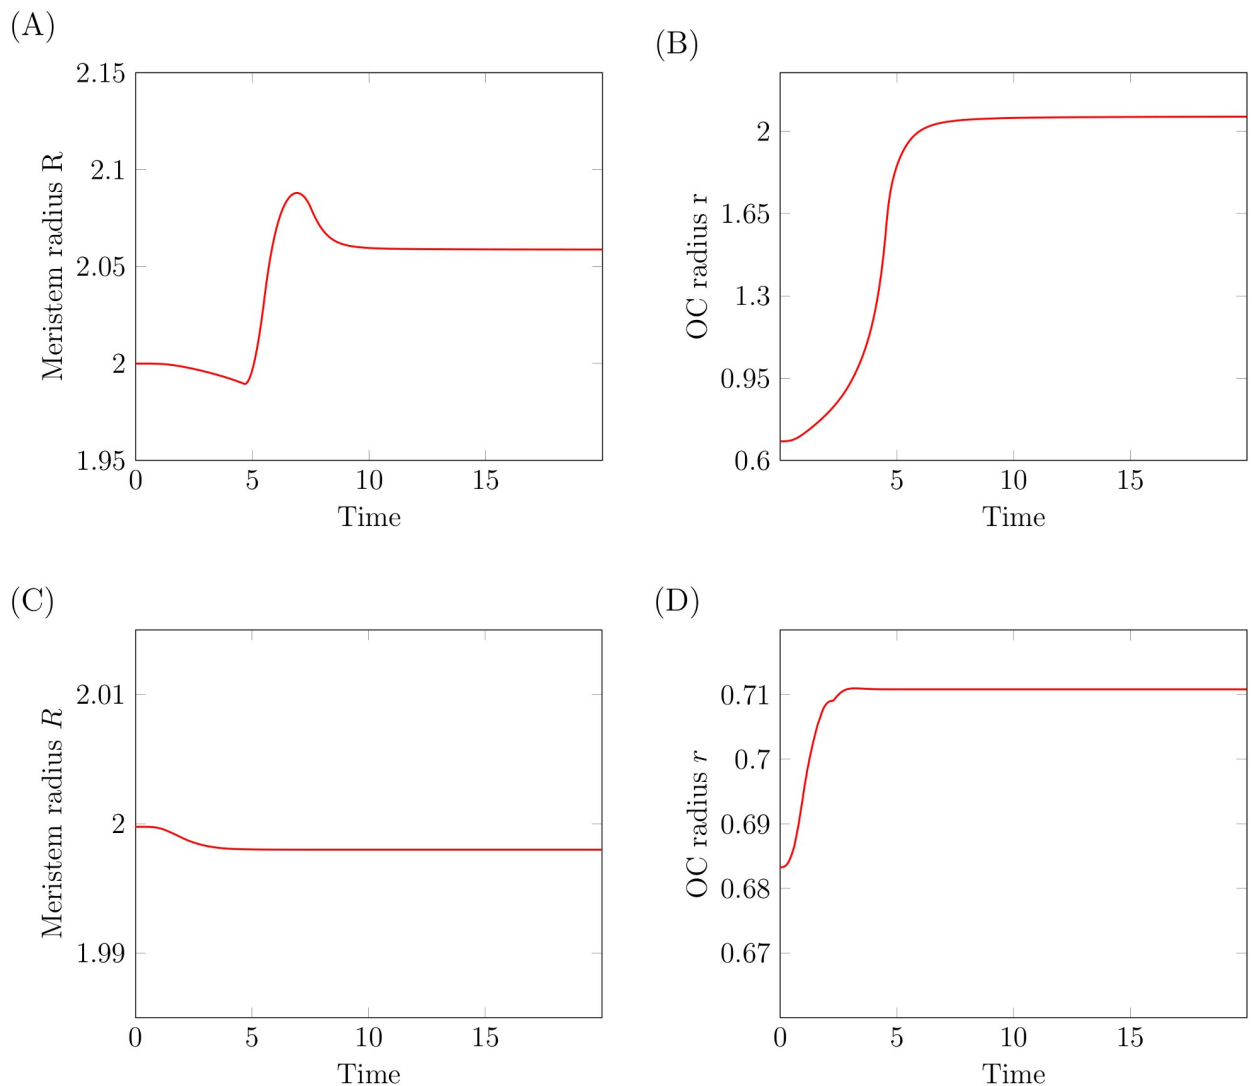 (A)
2.15
2.1
2.05
2
1.95
Meristem radius R
0 5 10 15
Time
(B)
2
1.65
1.3
0.95
0.6
OC radius r
0 5 10 15
Time
(C)
2.01
2
1.99
Meristem radius R
0 5 10 15
Time
(D)
0.71
0.7
0.69
0.68
0.67
OC radius r
0 5 10 15
Time